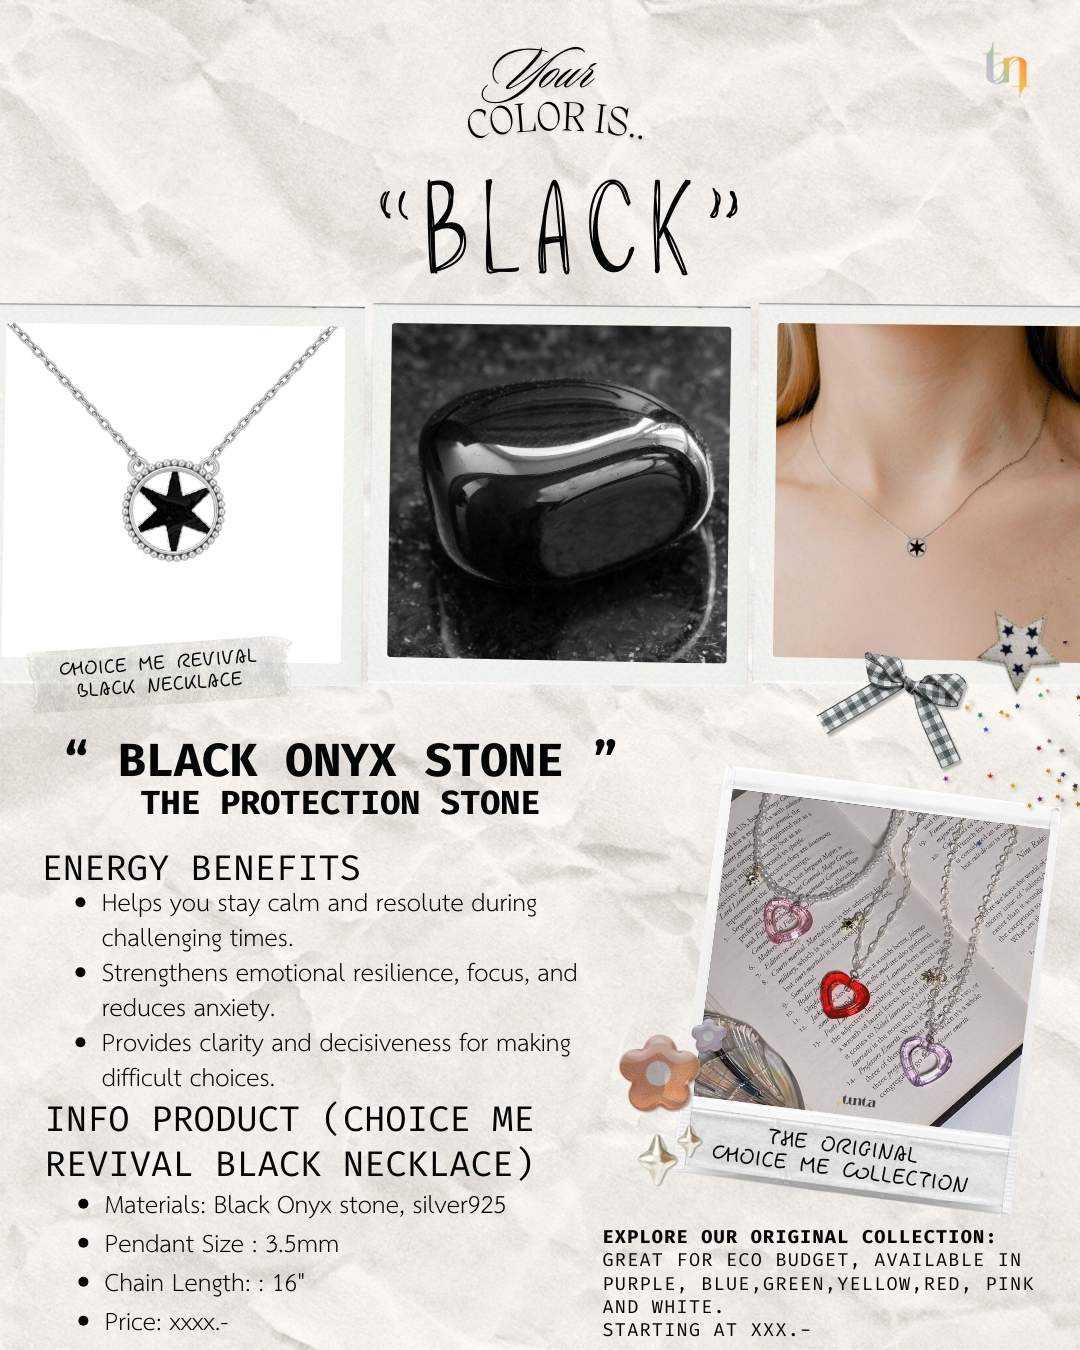 Your
COLOR IS..
tn
“BLACK”
CHOICE ME REVIVAL
BLACK NECKLACE
“ BLACK ONYX STONE ”
THE PROTECTION STONE
ENERGY BENEFITS
• Helps you stay calm and resolute during
challenging times.
• Strengthens emotional resilience, focus, and
reduces anxiety.
• Provides clarity and decisiveness for making
difficult choices.
INFO PRODUCT (CHOICE ME
REVIVAL BLACK NECKLACE)
• Materials: Black Onyx stone, silver925
• Pendant Size : 3.5mm
• Chain Length: : 16"
• Price: xxxx.-
.tunta
THE ORIGINAL
CHOICE ME COLLECTION
EXPLORE OUR ORIGINAL COLLECTION:
GREAT FOR ECO BUDGET, AVAILABLE IN
PURPLE, BLUE,GREEN,YELLOW,RED, PINK
AND WHITE.
STARTING AT XXX.-